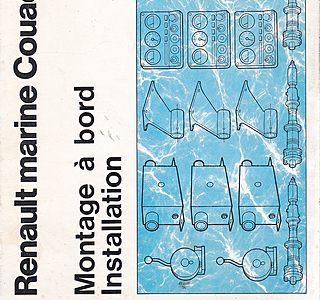 Renault marine Coua
Montage à bord
Installation